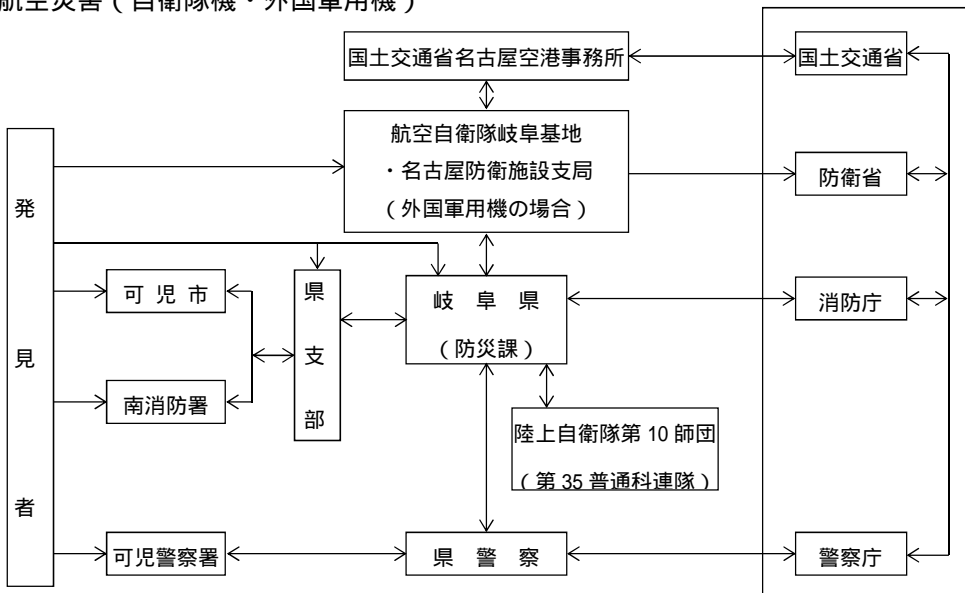 航空災害（自衛隊機・外国軍用機）
国土交通省名古屋空港事務所
国土交通省
航空自衛隊岐阜基地
・名古屋防衛施設支局
（外国軍用機の場合）
防衛省
発見者
可児市
県支部
岐阜県
（防災課）
消防庁
南消防署
陸上自衛隊第10師団
（第35普通科連隊）
可児警察署
県警察
警察庁